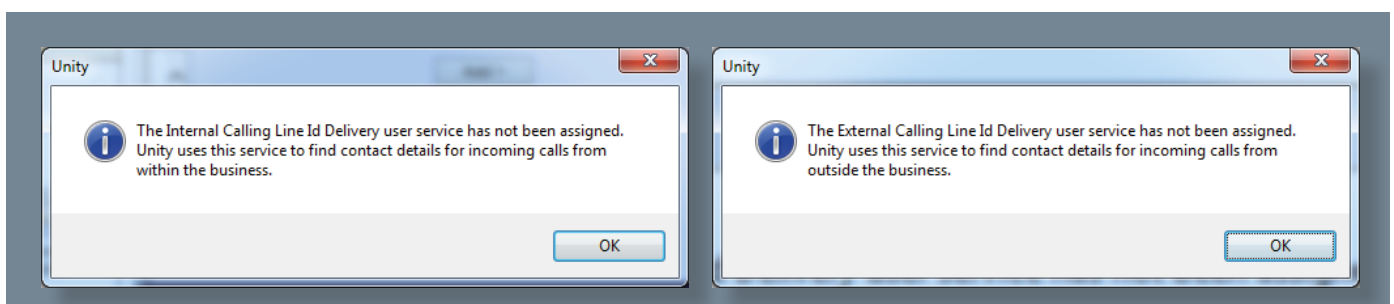 Unity
The Internal Calling Line Id Delivery user service has not been assigned.
Unity uses this service to find contact details for incoming calls from
within the business.
OK
Unity
The External Calling Line Id Delivery user service has not been assigned.
Unity uses this service to find contact details for incoming calls from
outside the business.
OK